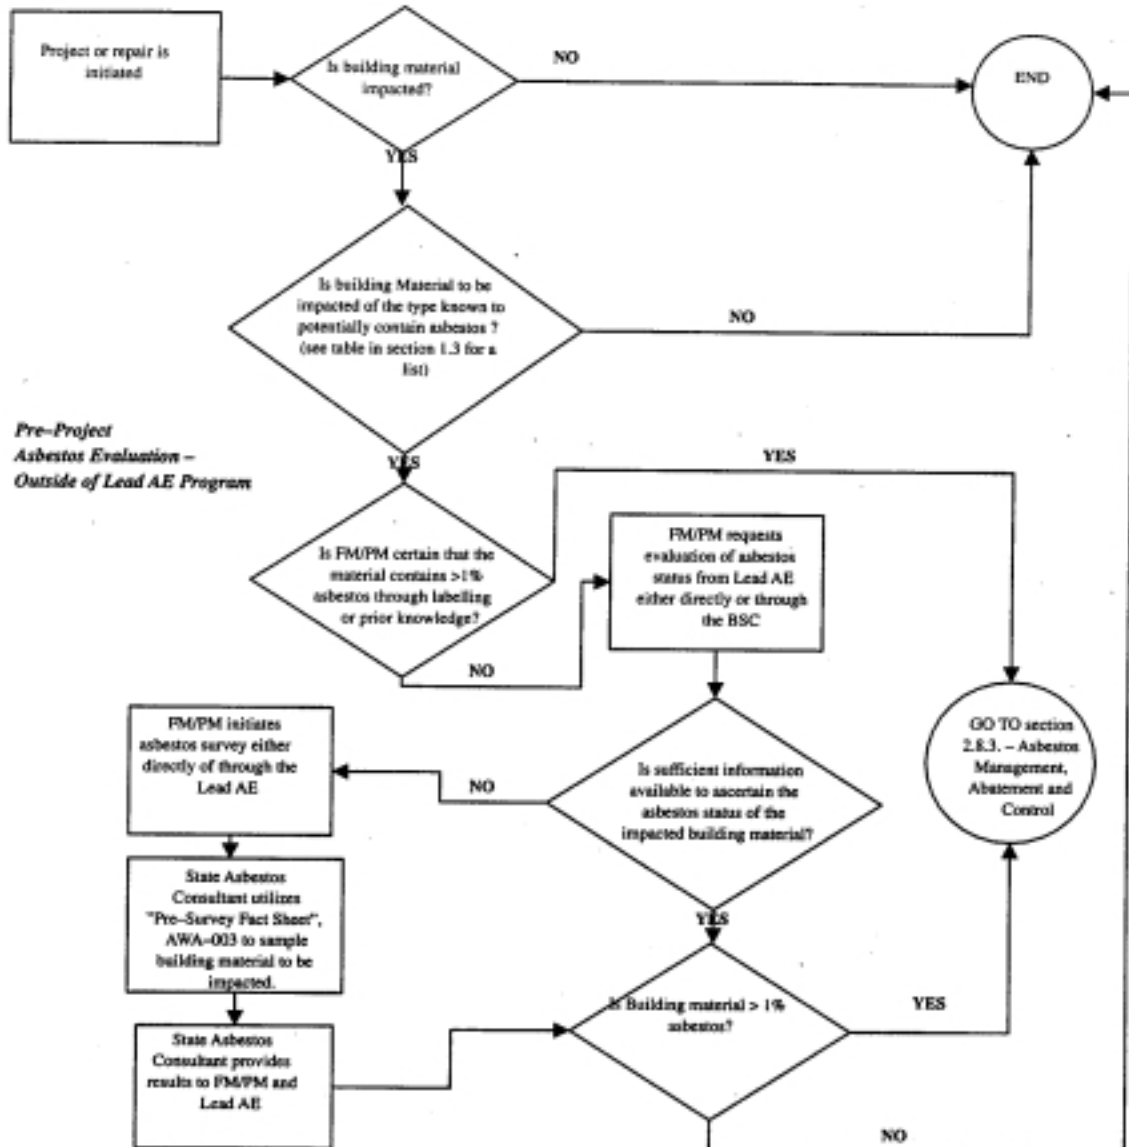 Project or repair is
initiated
Is building material
impacted?
NO
END
YES
Is building Material to be
impacted of the type known to
potentially contain asbestos ?
(see table in section 1.3 for a
list)
NO
Pre-Project
Asbestos Evaluation –
Outside of Lead AE Program
YES
YES
Is FM/PM certain that the
material contains >1%
asbestos through labelling
or prior knowledge?
FM/PM requests
evaluation of asbestos
status from Lead AE
either directly or through
the BSC
NO
FM/PM initiates
asbestos survey either
directly of through the
Lead AE
NO
Is sufficient information
available to ascertain the
asbestos status of the
impacted building material?
GO TO section
2.8.3. – Asbestos
Management,
Abatement and
Control
State Asbestos
Consultant utilizes
"Pre-Survey Fact Sheet",
AWA-003 to sample
building material to be
impacted.
YES
Is Building material > 1%
asbestos?
YES
State Asbestos
Consultant provides
results to FM/PM and
Lead AE
NO